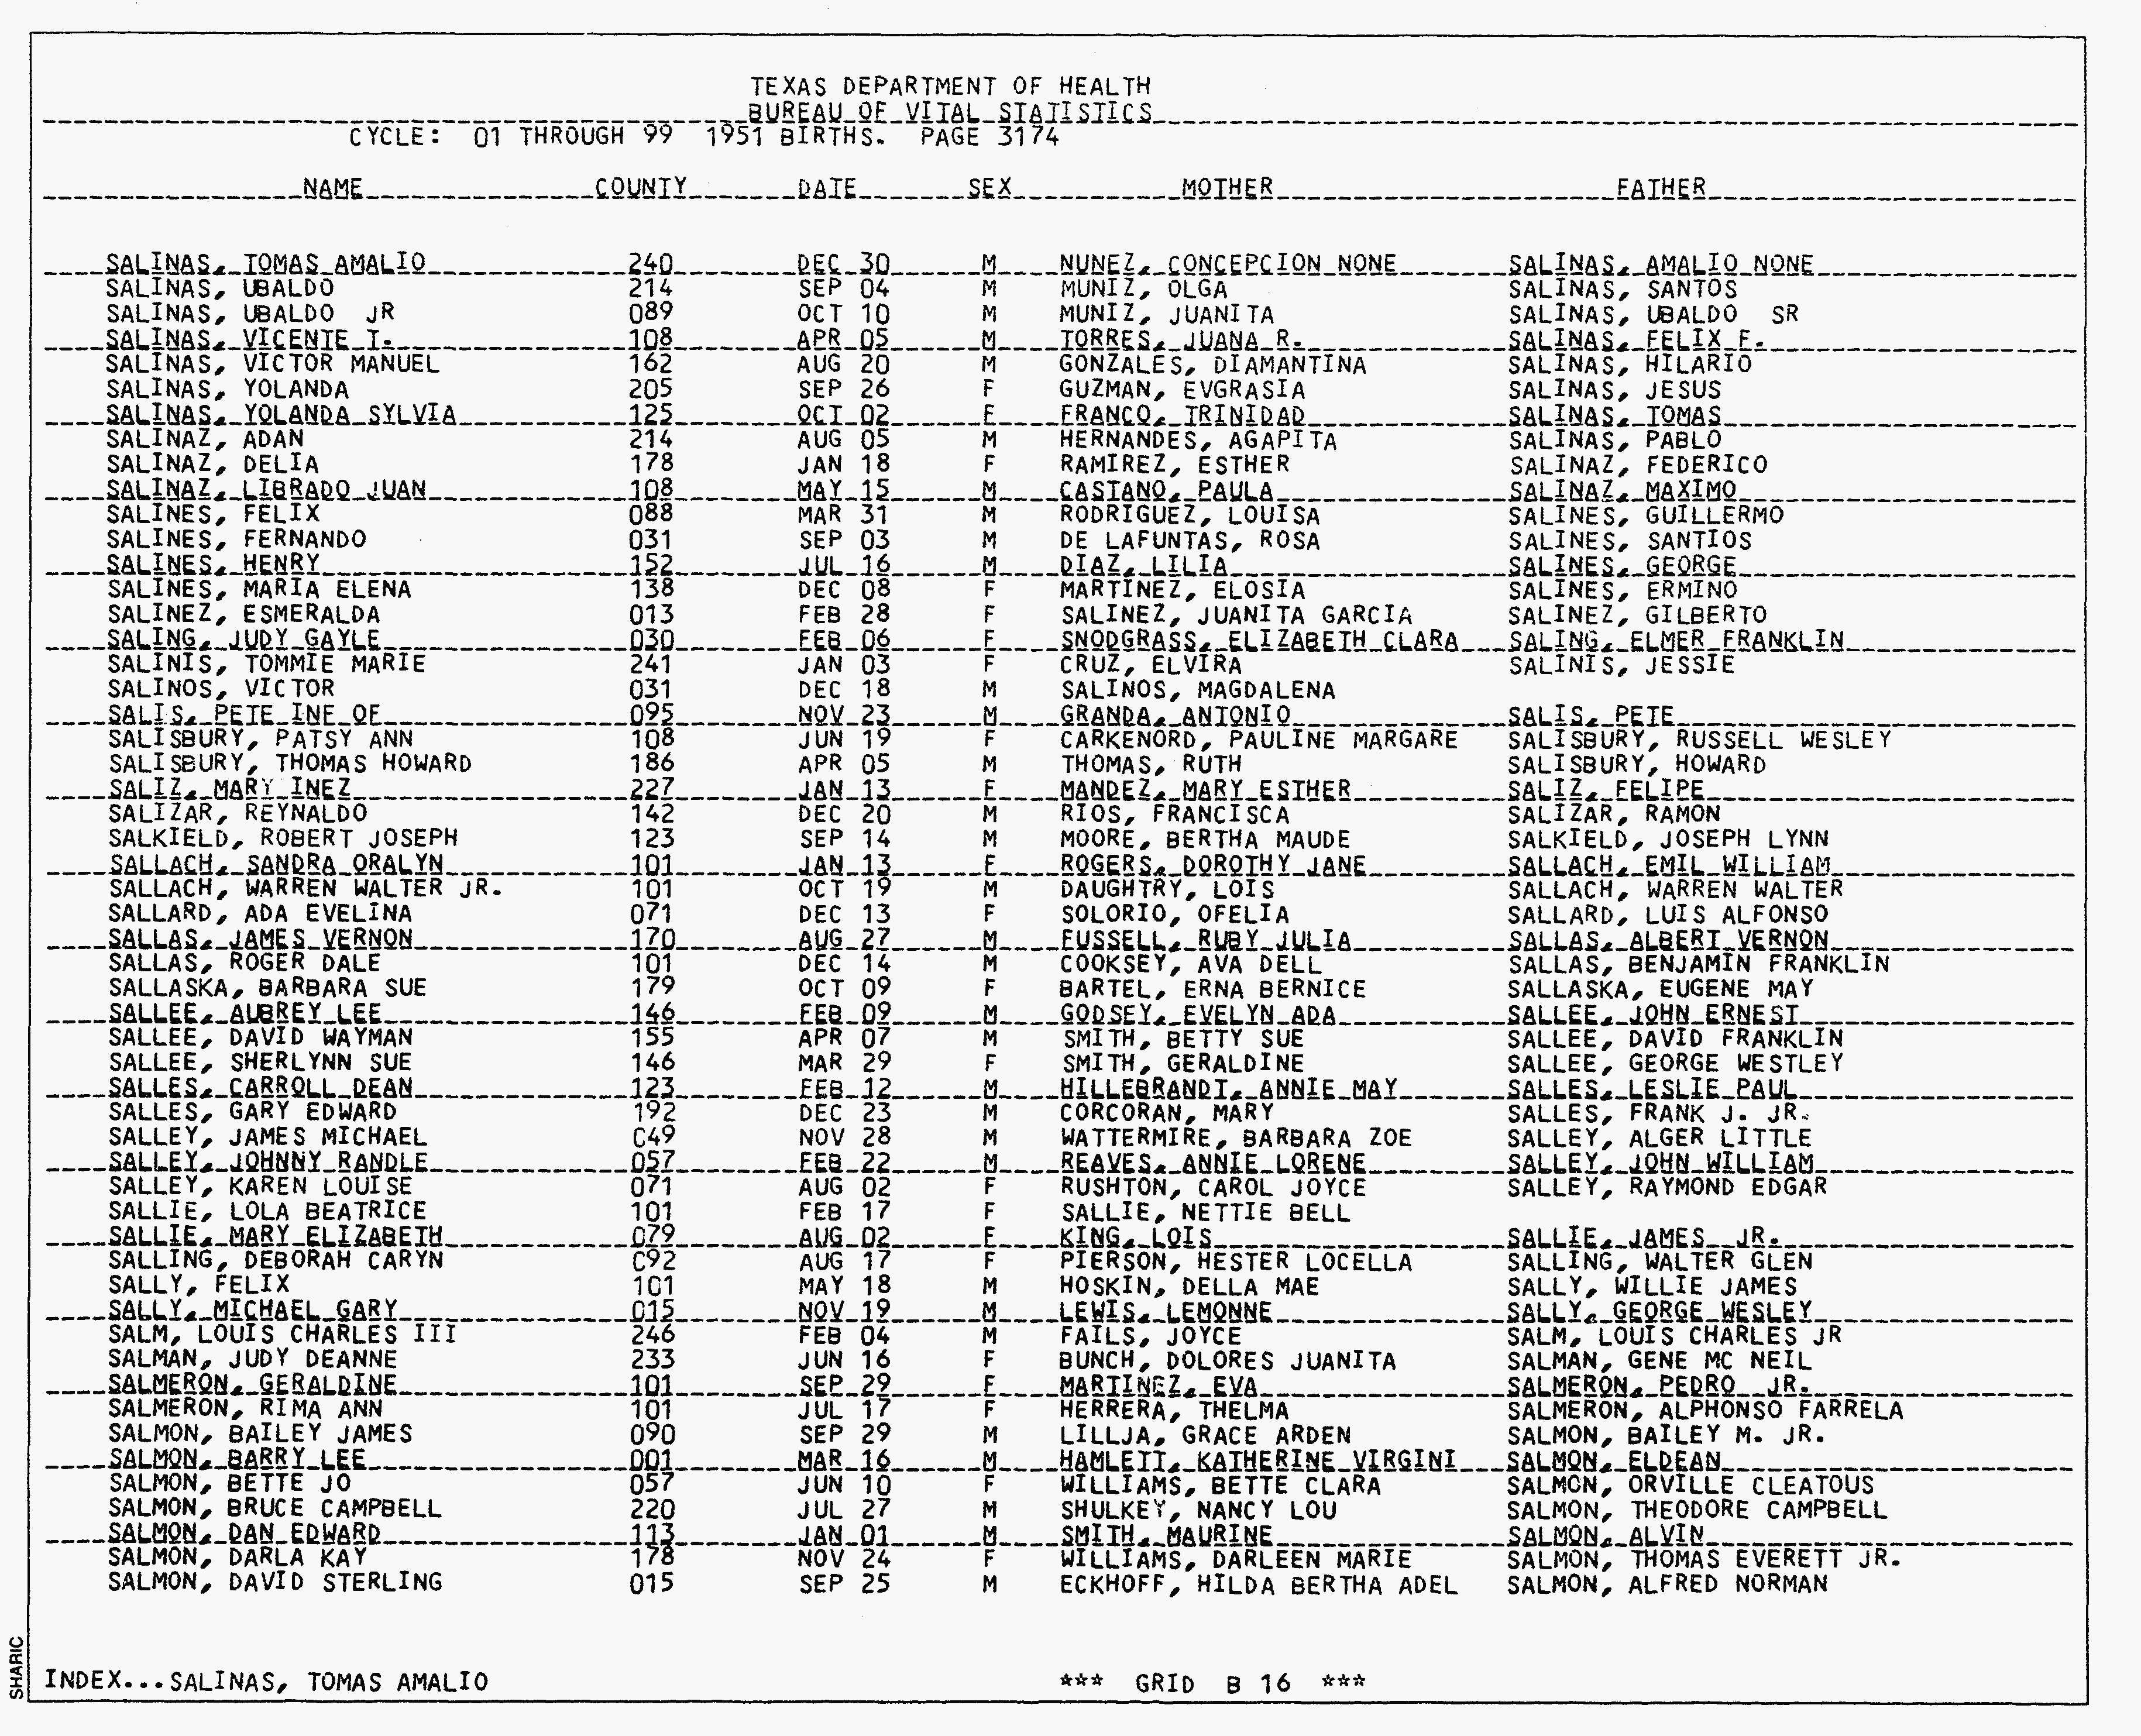 TEXAS DEPARTMENT OF HEALTH
BUREAU OF VITAL STATISTICS
CYCLE: 01 THROUGH 99 1951 BIRTHS. PAGE 3174
NAME COUNTY DATE SEX MOTHER FATHER
SALINAS, TOMAS AMALIO 240 DEC 30 M NUNEZ, CONCEPCION NONE SALINAS, AMALIO NONE
SALINAS, UBALDO 214 SEP 04 M MUNIZ, OLGA SALINAS, SANTOS
SALINAS, UBALDO JR 089 OCT 10 M MUNIZ, JUANITA SALINAS, UBALDO SR
SALINAS, VICENTE T. 108 APR 05 M TORRES, JUANA R. SALINAS, FELIX F.
SALINAS, VICTOR MANUEL 162 AUG 20 M GONZALES, DIAMANTINA SALINAS, HILARIO
SALINAS, YOLANDA 205 SEP 26 F GUZMAN, EVGRASIA SALINAS, JESUS
SALINAS, YOLANDA SYLVIA 125 OCT 02 F FRANCO, TRINIDAD SALINAS, TOMAS
SALINAZ, ADAN 214 AUG 05 M HERNANDES, AGAPITA SALINAS, PABLO
SALINAZ, DELIA 178 JAN 18 F RAMIREZ, ESTHER SALINAZ, FEDERICO
SALINAZ, LIBRADO JUAN 108 MAY 15 M CASTANO, PAULA SALINAZ, MAXIMO
SALINES, FELIX 088 MAR 31 M RODRIGUEZ, LOUISA SALINES, GUILLERMO
SALINES, FERNANDO 031 SEP 03 M DE LAFUNTAS, ROSA SALINES, SANTIOS
SALINES, HENRY 152 JUL 16 M DIAZ, LILIA SALINES, GEORGE
SALINES, MARIA ELENA 138 DEC 08 F MARTINEZ, ELOSIA SALINES, ERMINO
SALINEZ, ESMERALDA 013 FEB 28 F SALINEZ, JUANITA GARCIA SALINEZ, GILBERTO
SALING, JUDY GAYLE 030 FEB 06 F SNODGRASS, ELIZABETH CLARA SALING, ELMER FRANKLIN
SALINIS, TOMMIE MARIE 241 JAN 03 F CRUZ, ELVIRA SALINIS, JESSIE
SALINOS, VICTOR 031 DEC 18 M SALINOS, MAGDALENA
SALIS, PETE INF OF 095 NOV 23 M GRANDA, ANTONIO SALIS, PETE
SALISBURY, PATSY ANN 108 JUN 19 F CARKENORD, PAULINE MARGARE SALISBURY, RUSSELL WESLEY
SALISBURY, THOMAS HOWARD 186 APR 05 M THOMAS, RUTH SALISBURY, HOWARD
SALIZ, MARY INEZ 227 JAN 13 F MANDEZ, MARY ESTHER SALIZ, FELIPE
SALIZAR, REYNALDO 142 DEC 20 M RIOS, FRANCISCA SALIZAR, RAMON
SALKIELD, ROBERT JOSEPH 123 SEP 14 M MOORE, BERTHA MAUDE SALKIELD, JOSEPH LYNN
SALLACH, SANDRA ORALYN 101 JAN 13 F ROGERS, DOROTHY JANE SALLACH, EMIL WILLIAM
SALLACH, WARREN WALTER JR. 101 OCT 19 M DAUGHTRY, LOIS SALLACH, WARREN WALTER
SALLARD, ADA EVELINA 071 DEC 13 F SOLORIO, OFELIA SALLARD, LUIS ALFONSO
SALLAS, JAMES VERNON 170 AUG 27 M FUSSELL, RUBY JULIA SALLAS, ALBERT VERNON
SALLAS, ROGER DALE 101 DEC 14 M COOKSEY, AVA DELL SALLAS, BENJAMIN FRANKLIN
SALLASKA, BARBARA SUE 179 OCT 09 F BARTEL, ERNA BERNICE SALLASKA, EUGENE MAY
SALLEE, AUBREY LEE 146 FEB 09 M GODSEY, EVELYN ADA SALLEE, JOHN ERNEST
SALLEE, DAVID WAYMAN 155 APR 07 M SMITH, BETTY SUE SALLEE, DAVID FRANKLIN
SALLEE, SHERLYNN SUE 146 MAR 29 F SMITH, GERALDINE SALLEE, GEORGE WESTLEY
SALLES, CARROLL DEAN 123 FEB 12 M HILLEBRANDT, ANNIE MAY SALLES, LESLIE PAUL
SALLES, GARY EDWARD 192 DEC 23 M CORCORAN, MARY SALLES, FRANK J. JR.
SALLEY, JAMES MICHAEL 049 NOV 28 M WATTERMIRE, BARBARA ZOE SALLEY, ALGER LITTLE
SALLEY, JOHNNY RANDLE 057 FEB 22 M REAVES, ANNIE LORENE SALLEY, JOHN WILLIAM
SALLEY, KAREN LOUISE 071 AUG 02 F RUSHTON, CAROL JOYCE SALLEY, RAYMOND EDGAR
SALLIE, LOLA BEATRICE 101 FEB 17 F SALLIE, NETTIE BELL
SALLIE, MARY ELIZABETH 079 AUG 02 F KING, LOIS SALLIE, JAMES JR.
SALLING, DEBORAH CARYN 092 AUG 17 F PIERSON, HESTER LOCELLA SALLING, WALTER GLEN
SALLY, FELIX 101 MAY 18 M HOSKIN, DELLA MAE SALLY, WILLIE JAMES
SALLY, MICHAEL GARY 015 NOV 19 M LEWIS, LEMONNE SALLY, GEORGE WESLEY
SALM, LOUIS CHARLES III 246 FEB 04 M FAILS, JOYCE SALM, LOUIS CHARLES JR
SALMAN, JUDY DEANNE 233 JUN 16 F BUNCH, DOLORES JUANITA SALMAN, GENE MC NEIL
SALMERON, GERALDINE 101 SEP 29 F MARTINEZ, EVA SALMERON, PEDRO JR.
SALMERON, RIMA ANN 101 JUL 17 F HERRERA, THELMA SALMERON, ALPHONSO FARRELA
SALMON, BAILEY JAMES 090 SEP 29 M LILLJA, GRACE ARDEN SALMON, BAILEY M. JR.
SALMON, BARRY LEE 001 MAR 16 M HAMLETT, KATHERINE VIRGINI SALMON, ELDEAN
SALMON, BETTE JO 057 JUN 10 F WILLIAMS, BETTE CLARA SALMON, ORVILLE CLEATOUS
SALMON, BRUCE CAMPBELL 220 JUL 27 M SHULKEY, NANCY LOU SALMON, THEODORE CAMPBELL
SALMON, DAN EDWARD 113 JAN 01 M SMITH, MAURINE SALMON, ALVIN
SALMON, DARLA KAY 178 NOV 24 F WILLIAMS, DARLEEN MARIE SALMON, THOMAS EVERETT JR.
SALMON, DAVID STERLING 015 SEP 25 M ECKHOFF, HILDA BERTHA ADEL SALMON, ALFRED NORMAN
SHARIC
INDEX...SALINAS, TOMAS AMALIO *** GRID B 16 ***